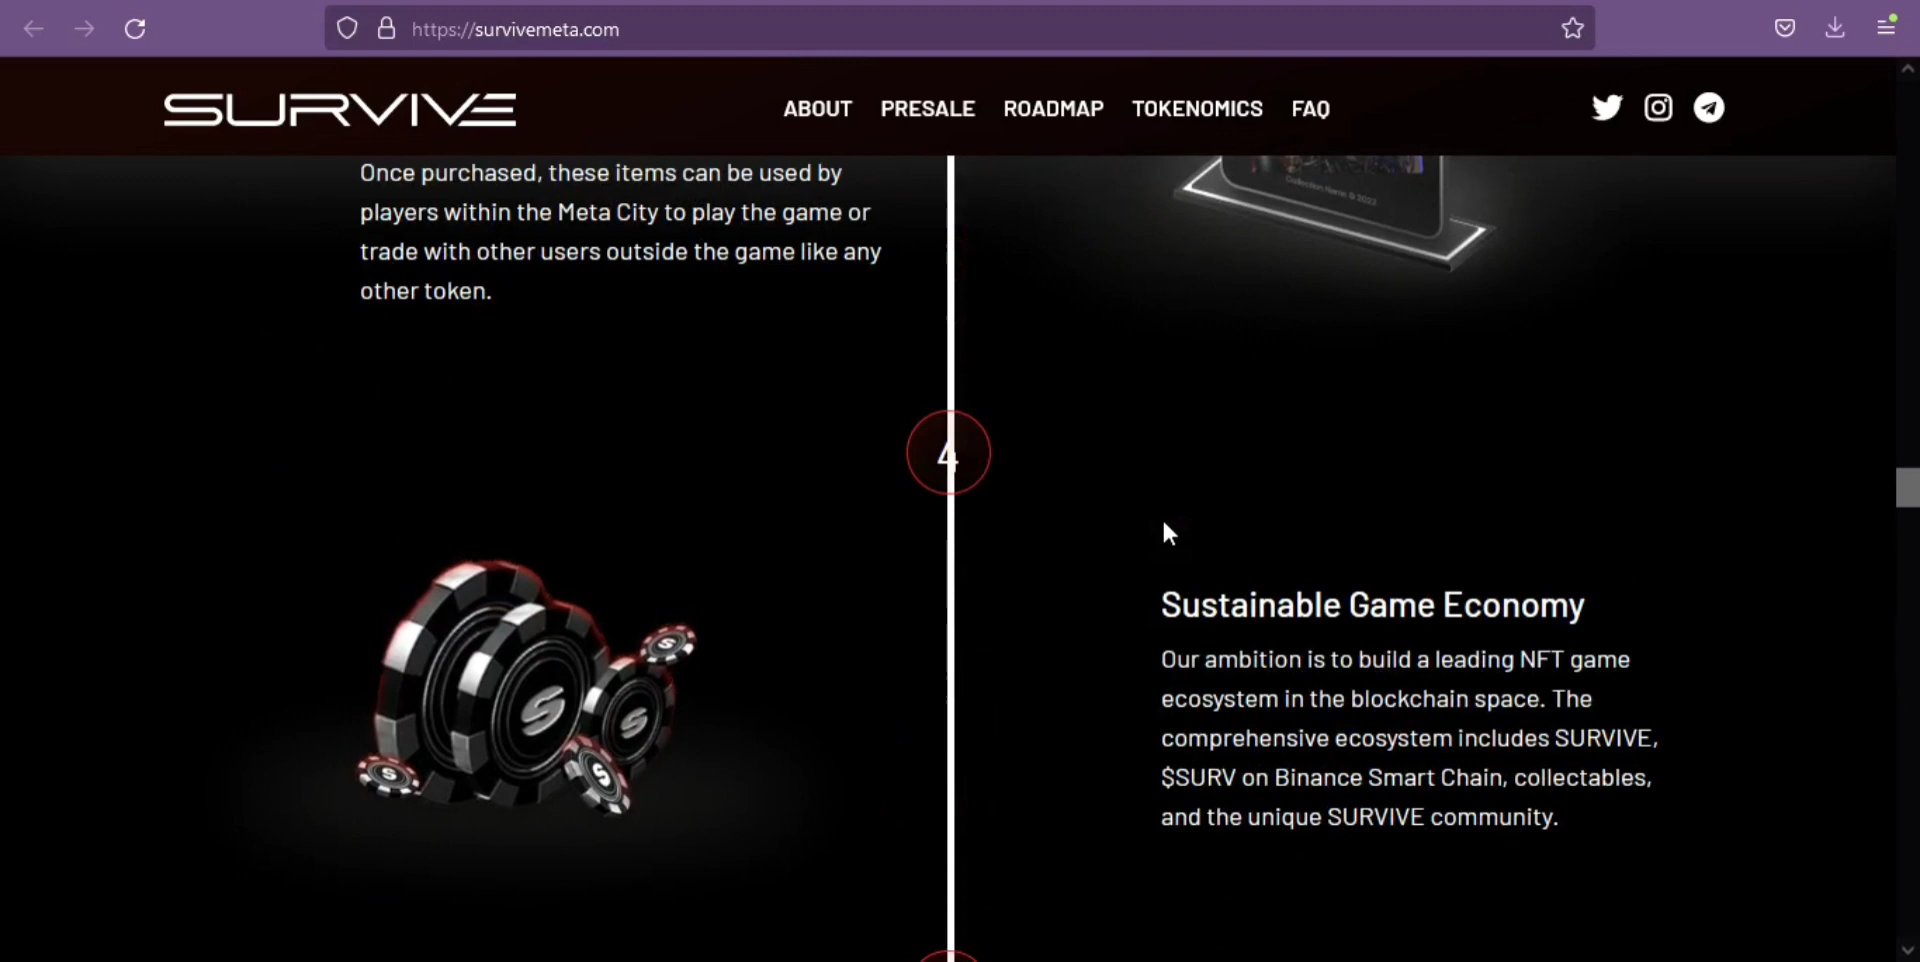 https://survivemeta.com
SURVIVE
ABOUT PRESALE ROADMAP TOKENOMICS FAQ
Once purchased, these items can be used by
players within the Meta City to play the game or
trade with other users outside the game like any
other token.
Collection Name © 2022
4
S
S
S
S
S
Sustainable Game Economy
Our ambition is to build a leading NFT game
ecosystem in the blockchain space. The
comprehensive ecosystem includes SURVIVE,
$SURV on Binance Smart Chain, collectables,
and the unique SURVIVE community.